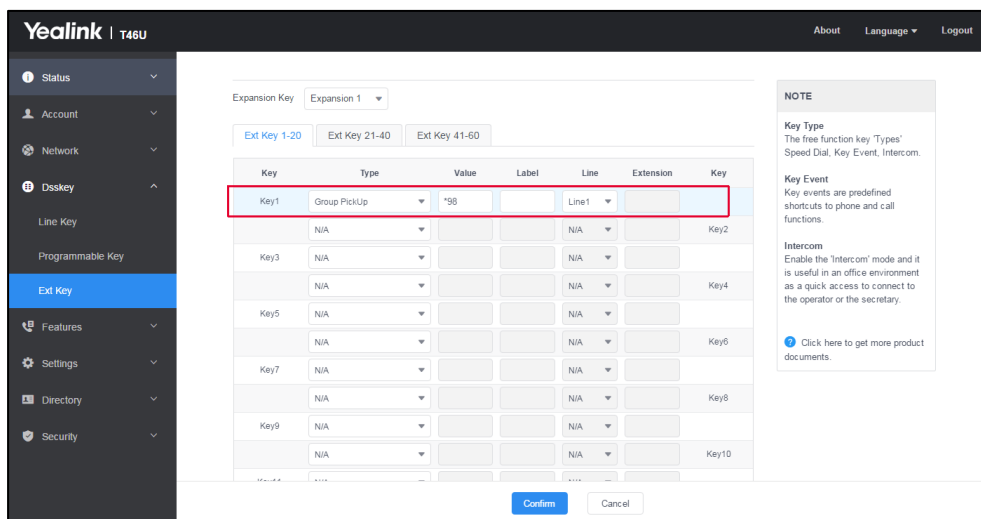 Yealink | T46U
About Language Logout
Status
Account
Network
Dsskey
Line Key
Programmable Key
Ext Key
Features
Settings
Directory
Security
Expansion Key Expansion 1
Ext Key 1-20 Ext Key 21-40 Ext Key 41-60
Key Type Value Label Line Extension Key
Key1 Group PickUp *98 Line1
N/A N/A Key2
Key3 N/A N/A
N/A N/A Key4
Key5 N/A N/A
N/A N/A Key6
Key7 N/A N/A
N/A N/A Key8
Key9 N/A N/A
N/A N/A Key10
Confirm Cancel
NOTE
Key Type
The free function key 'Types'
Speed Dial, Key Event, Intercom.
Key Event
Key events are predefined
shortcuts to phone and call
functions.
Intercom
Enable the 'Intercom' mode and it
is useful in an office environment
as a quick access to connect to
the operator or the secretary.
Click here to get more product
documents.